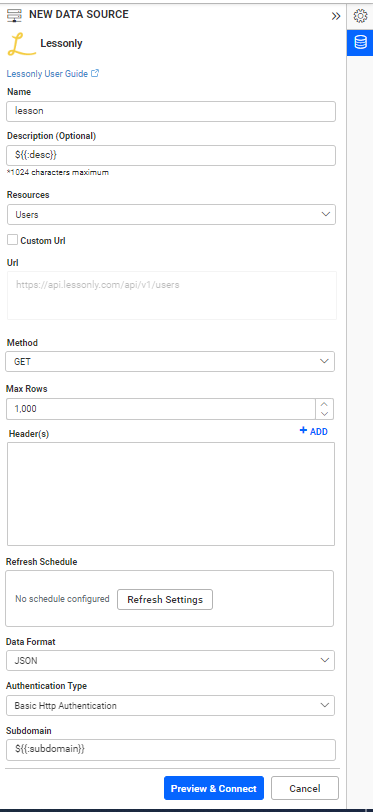 NEW DATA SOURCE
Lessonly
Lessonly User Guide
Name
lesson
Description (Optional)
${{:desc}}
*1024 characters maximum
Resources
Users
Custom Url
Url
https://api.lessonly.com/api/v1/users
Method
GET
Max Rows
1,000
Header(s)
+ ADD
Refresh Schedule
No schedule configured Refresh Settings
Data Format
JSON
Authentication Type
Basic Http Authentication
Subdomain
${{:subdomain}}
Preview & Connect Cancel